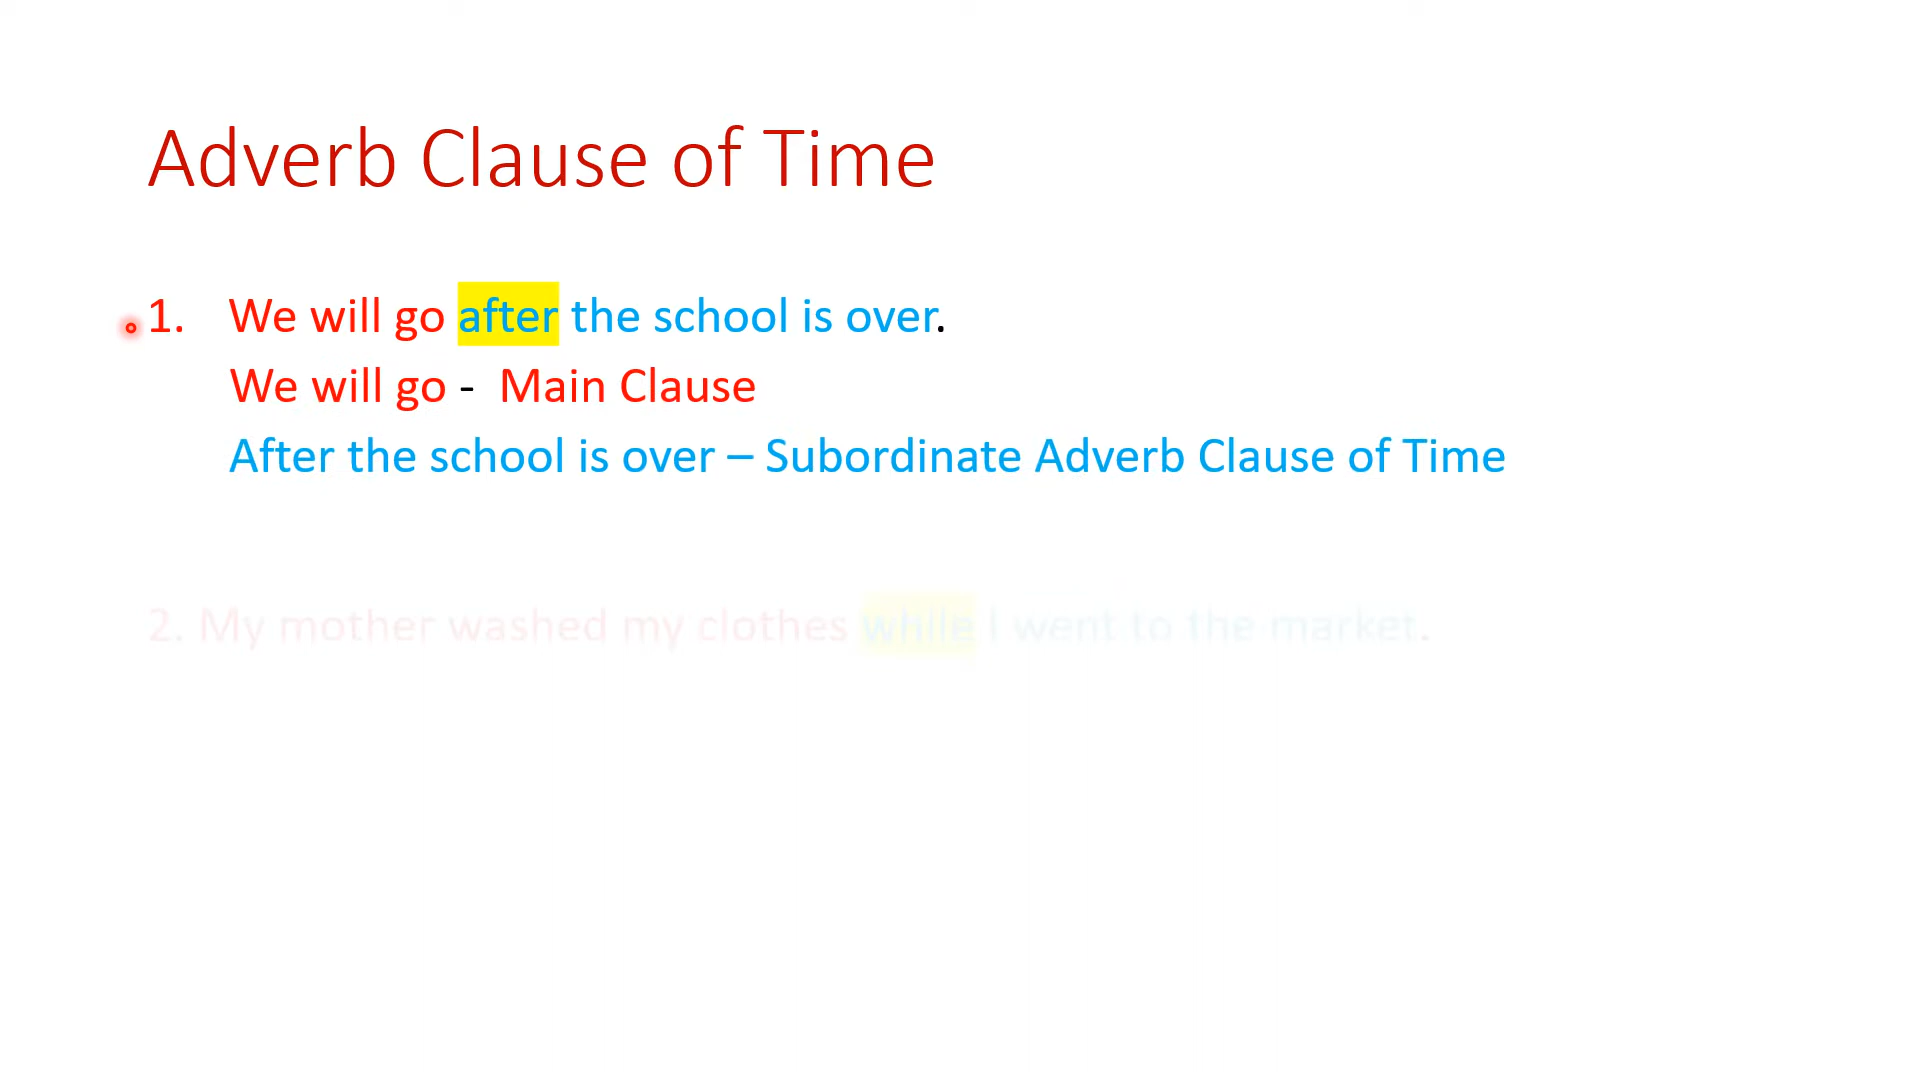 Adverb Clause of Time
1. We will go after the school is over.
We will go - Main Clause
After the school is over – Subordinate Adverb Clause of Time
2. My mother washed my clothes while I went to the market.